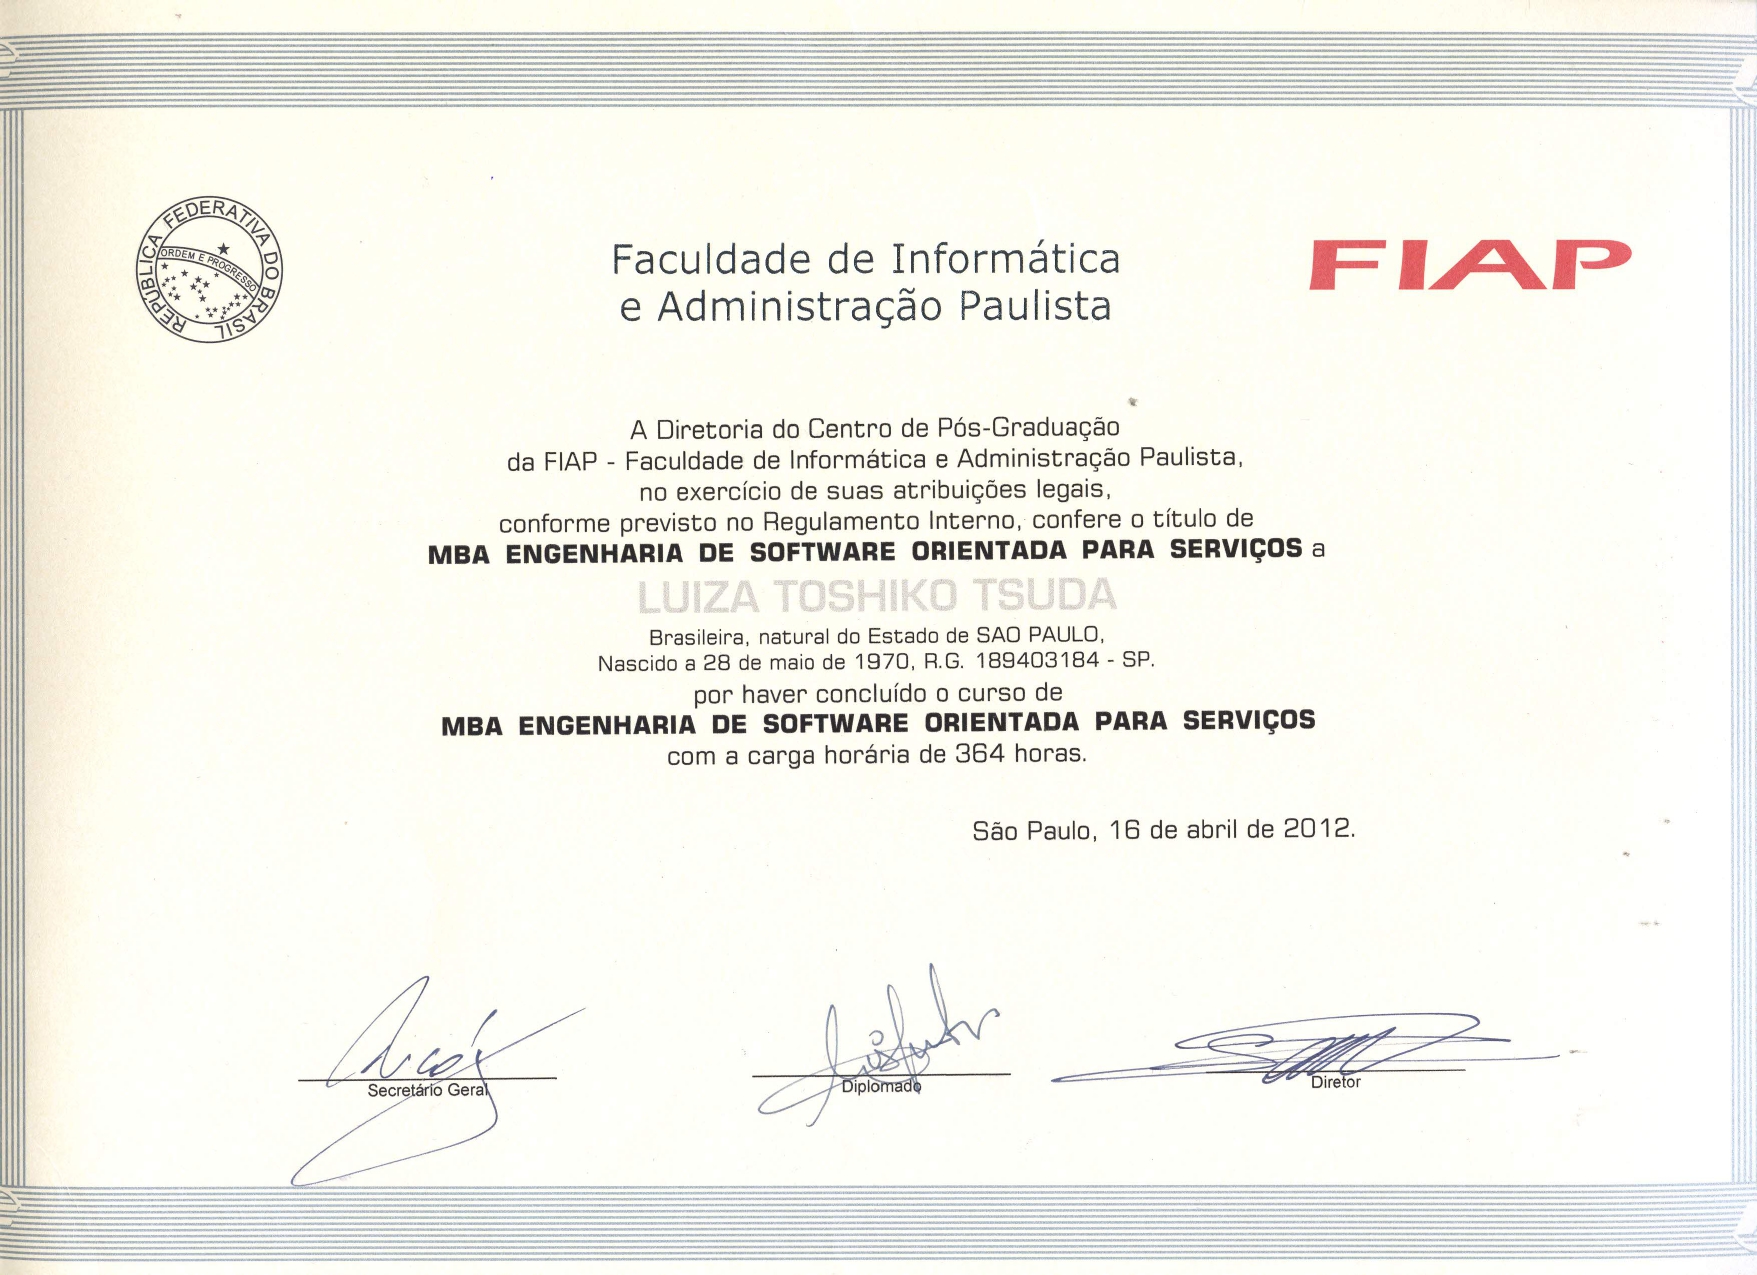 REPÚBLICA FEDERATIVA DO BRASIL
ORDEM E PROGRESSO
Faculdade de Informática
e Administração Paulista
FIAP
A Diretoria do Centro de Pós-Graduação
da FIAP - Faculdade de Informática e Administração Paulista,
no exercício de suas atribuições legais,
conforme previsto no Regulamento Interno, confere o título de
MBA ENGENHARIA DE SOFTWARE ORIENTADA PARA SERVIÇOS a
LUIZA TOSHIKO TSUDA
Brasileira, natural do Estado de SAO PAULO,
Nascido a 28 de maio de 1970, R.G. 189403184 - SP.
por haver concluído o curso de
MBA ENGENHARIA DE SOFTWARE ORIENTADA PARA SERVIÇOS
com a carga horária de 364 horas.
São Paulo, 16 de abril de 2012.
Secretário Geral
Diplomado
Diretor